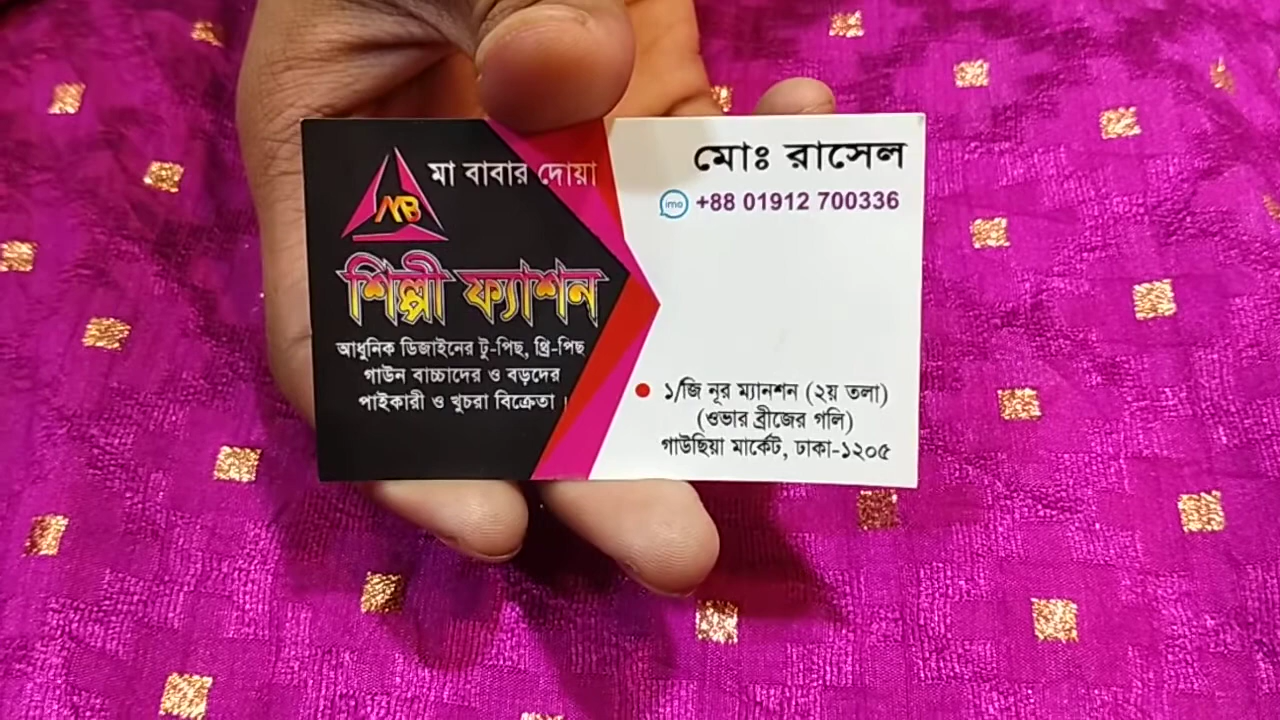 মা বাবার দোয়া
শিল্পী ফ্যাশন
আধুনিক ডিজাইনের টু-পিছ, থ্রি-পিছ
গাউন বাচ্চাদের ও বড়দের
পাইকারী ও খুচরা বিক্রেতা।
মোঃ রাসেল
imo +88 01912 700336
১/জি নূর ম্যানশন (২য় তলা)
(ওভার ব্রীজের গলি)
গাউছিয়া মার্কেট, ঢাকা-১২০৫